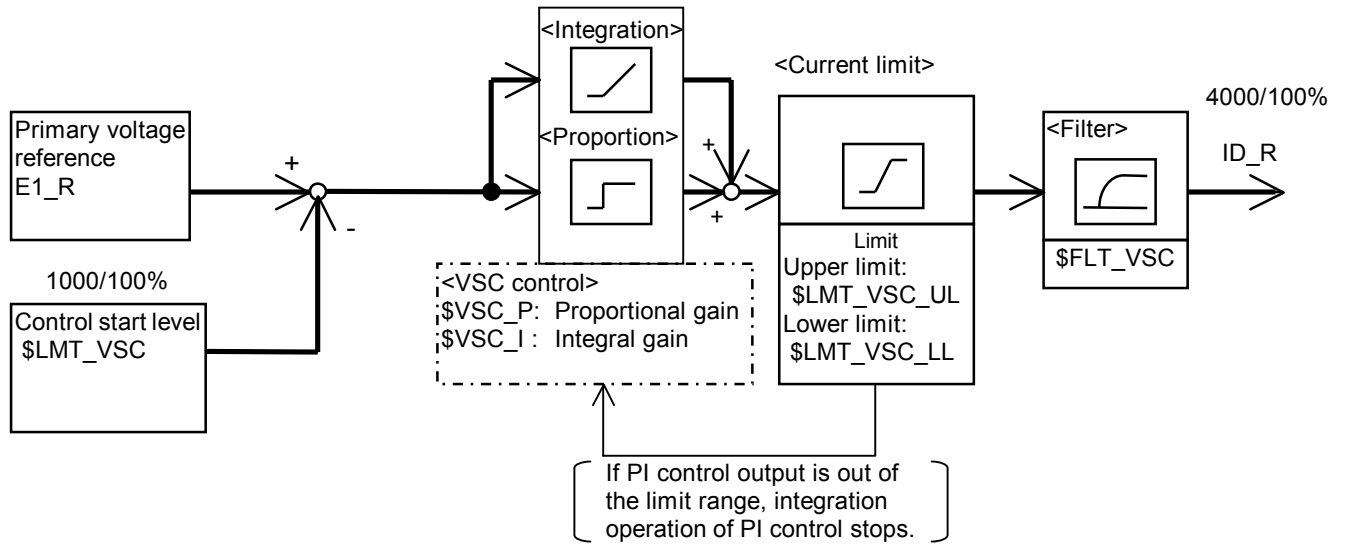 <Integration>
<Current limit>
4000/100%
Primary voltage
reference
E1_R
<Proportion>
<Filter>
ID_R
+
+
+
-
Limit
$FLT_VSC
1000/100%
<VSC control>
$VSC_P: Proportional gain
$VSC_I : Integral gain
Upper limit:
$LMT_VSC_UL
Lower limit:
$LMT_VSC_LL
Control start level
$LMT_VSC
If PI control output is out of
the limit range, integration
operation of PI control stops.